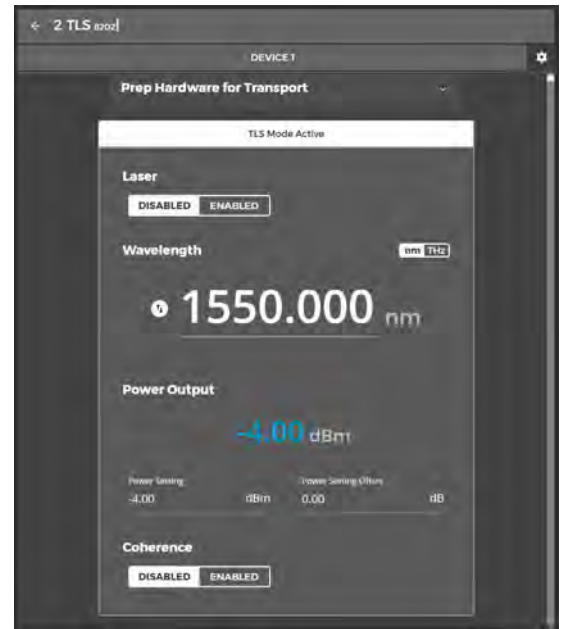 ← 2 TLS 8202
DEVICE 1
Prep Hardware for Transport
TLS Mode Active
Laser
DISABLED ENABLED
Wavelength nm THz
1550.000 nm
Power Output
-4.00 dBm
Power Setting Power Setting Offset
-4.00 dBm 0.00 dB
Coherence
DISABLED ENABLED